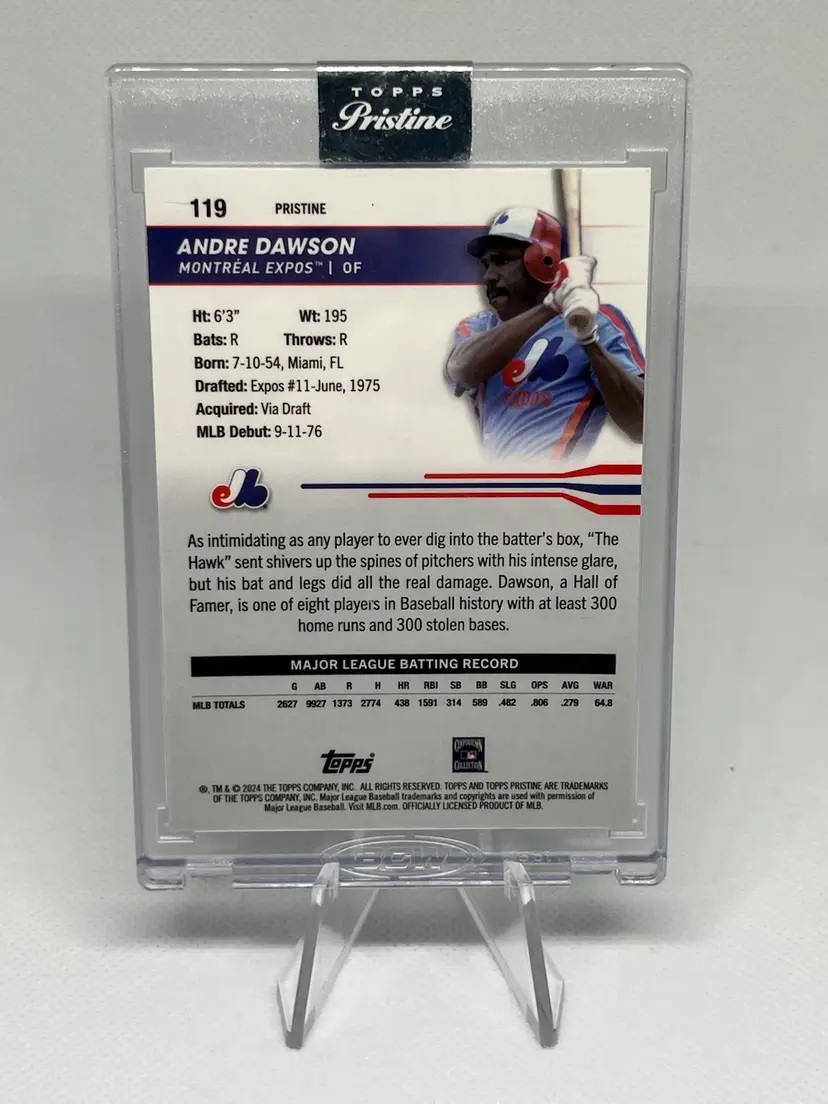 TOPPS
Pristine
119 PRISTINE
ANDRE DAWSON
MONTRÉAL EXPOS™ | OF
Ht: 6'3" Wt: 195
Bats: R Throws: R
Born: 7-10-54, Miami, FL
Drafted: Expos #11-June, 1975
Acquired: Via Draft
MLB Debut: 9-11-76
As intimidating as any player to ever dig into the batter's box, “The
Hawk” sent shivers up the spines of pitchers with his intense glare,
but his bat and legs did all the real damage. Dawson, a Hall of
Famer, is one of eight players in Baseball history with at least 300
home runs and 300 stolen bases.
MAJOR LEAGUE BATTING RECORD
G AB R H HR RBI SB BB SLG OPS AVG WAR
MLB TOTALS 2627 9927 1373 2774 438 1591 314 589 .482 .806 .279 64.8
Topps
COOPERSTOWN
COLLECTION
®, TM & © 2024 THE TOPPS COMPANY, INC. ALL RIGHTS RESERVED. TOPPS AND TOPPS PRISTINE ARE TRADEMARKS
OF THE TOPPS COMPANY, INC. Major League Baseball trademarks and copyrights are used with permission of
Major League Baseball. Visit MLB.com. OFFICIALLY LICENSED PRODUCT OF MLB.
BCW